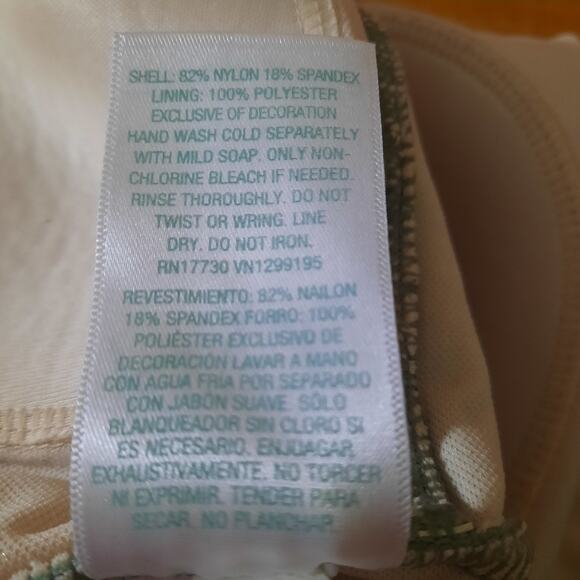 SHELL: 82% NYLON 18% SPANDEX
LINING: 100% POLYESTER
EXCLUSIVE OF DECORATION
HAND WASH COLD SEPARATELY
WITH MILD SOAP. ONLY NON-
CHLORINE BLEACH IF NEEDED.
RINSE THOROUGHLY. DO NOT
TWIST OR WRING. LINE
DRY. DO NOT IRON.
RN17730 VN1299195
REVESTIMIENTO: 82% NAILON
18% SPANDEX FORRO: 100%
POLIÉSTER EXCLUSIVO DE
DECORACIÓN LAVAR A MANO
CON AGUA FRIA POR SEPARADO
CON JABÓN SUAVE. SÓLO
BLANQUEADOR SIN CLORO SI
ES NECESARIO. ENJUAGAR
EXHAUSTIVAMENTE. NO TORCER
NI EXPRIMIR. TENDER PARA
SECAR. NO PLANCHAR.